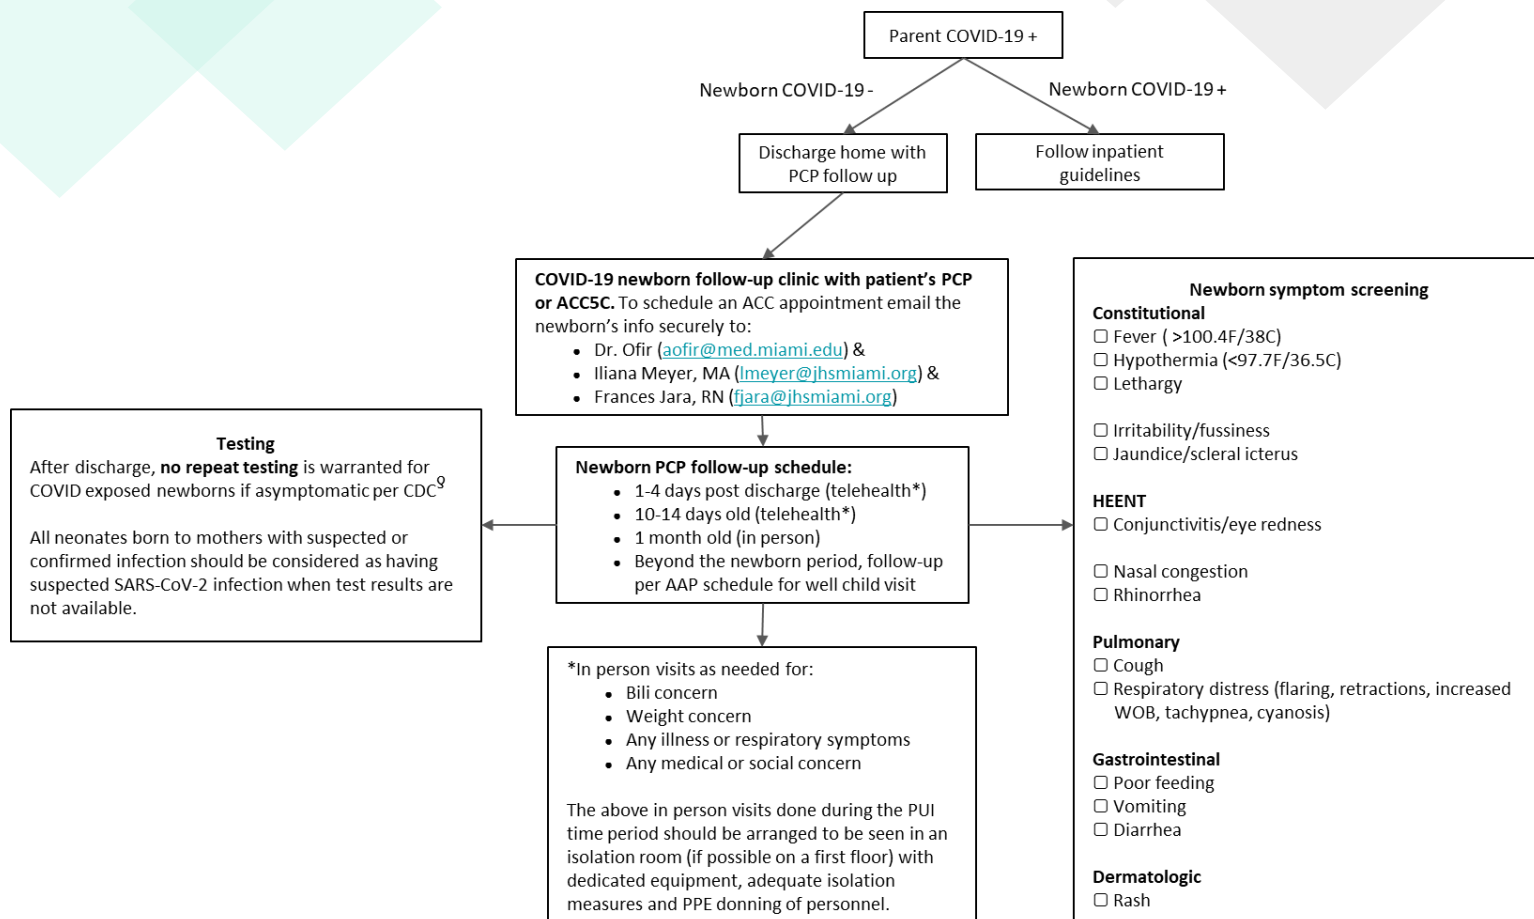 Parent COVID-19 +
Newborn COVID-19 -
Newborn COVID-19 +
Discharge home with
PCP follow up
Follow inpatient
guidelines
COVID-19 newborn follow-up clinic with patient's PCP
or ACC5C. To schedule an ACC appointment email the
newborn's info securely to:
• Dr. Ofir (aofir@med.miami.edu) &
• Iliana Meyer, MA (lmeyer@jhsmiami.org) &
• Frances Jara, RN (fjara@jhsmiami.org)
Testing
After discharge, no repeat testing is warranted for
COVID exposed newborns if asymptomatic per CDC⁹
All neonates born to mothers with suspected or
confirmed infection should be considered as having
suspected SARS-CoV-2 infection when test results are
not available.
Newborn PCP follow-up schedule:
• 1-4 days post discharge (telehealth*)
• 10-14 days old (telehealth*)
• 1 month old (in person)
• Beyond the newborn period, follow-up
per AAP schedule for well child visit
*In person visits as needed for:
• Bili concern
• Weight concern
• Any illness or respiratory symptoms
• Any medical or social concern
The above in person visits done during the PUI
time period should be arranged to be seen in an
isolation room (if possible on a first floor) with
dedicated equipment, adequate isolation
measures and PPE donning of personnel.
Newborn symptom screening
Constitutional
☐ Fever ( >100.4F/38C)
☐ Hypothermia (<97.7F/36.5C)
☐ Lethargy
☐ Irritability/fussiness
☐ Jaundice/scleral icterus
HEENT
☐ Conjunctivitis/eye redness
☐ Nasal congestion
☐ Rhinorrhea
Pulmonary
☐ Cough
☐ Respiratory distress (flaring, retractions, increased
WOB, tachypnea, cyanosis)
Gastrointestinal
☐ Poor feeding
☐ Vomiting
☐ Diarrhea
Dermatologic
☐ Rash